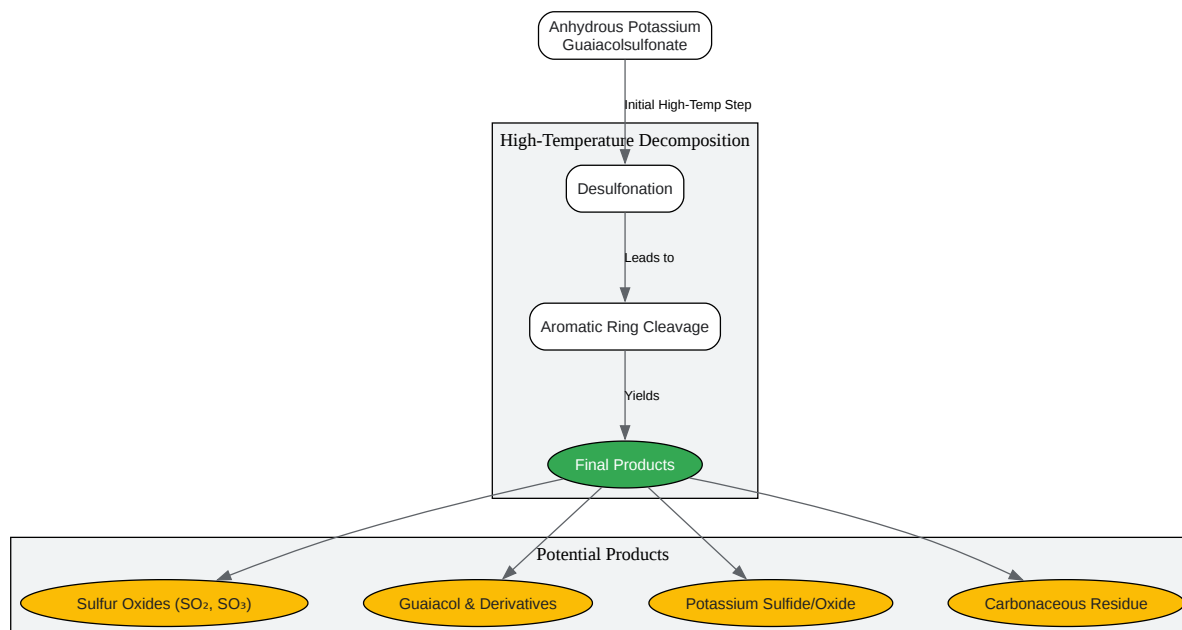 Anhydrous Potassium
Guaiacolsulfonate
Initial High-Temp Step
High-Temperature Decomposition
Desulfonation
Leads to
Aromatic Ring Cleavage
Yields
Final Products
Potential Products
Sulfur Oxides (SO₂, SO₃)
Guaiacol & Derivatives
Potassium Sulfide/Oxide
Carbonaceous Residue